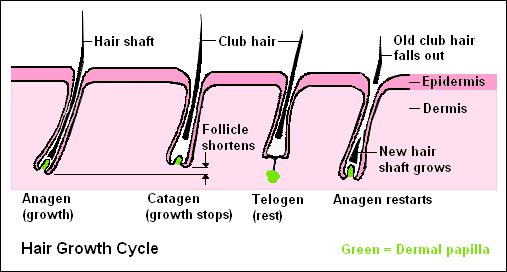 Hair shaft
Club hair
Old club hair
falls out
Epidermis
Dermis
Follicle
shortens
New hair
shaft grows
Anagen
(growth)
Catagen
(growth stops)
Telogen
(rest)
Anagen restarts
Hair Growth Cycle
Green = Dermal papilla